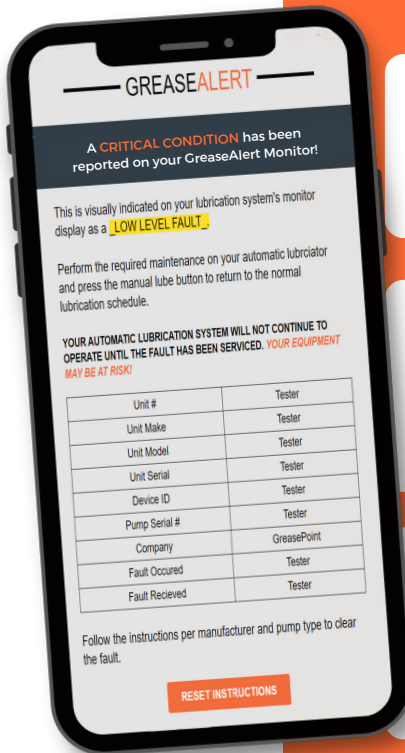 GREASEALERT
A CRITICAL CONDITION has been
reported on your GreaseAlert Monitor!
This is visually indicated on your lubrication system's monitor
display as a _LOW LEVEL FAULT_.
Perform the required maintenance on your automatic lubrciator
and press the manual lube button to return to the normal
lubrication schedule.
YOUR AUTOMATIC LUBRICATION SYSTEM WILL NOT CONTINUE TO
OPERATE UNTIL THE FAULT HAS BEEN SERVICED. YOUR EQUIPMENT
MAY BE AT RISK!
Unit # Tester
Unit Make Tester
Unit Model Tester
Unit Serial Tester
Device ID Tester
Pump Serial # Tester
Company GreasePoint
Fault Occured Tester
Fault Recieved Tester
Follow the instructions per manufacturer and pump type to clear
the fault.
RESET INSTRUCTIONS